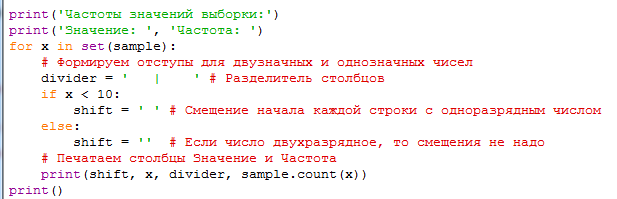 print('Частоты значений выборки:')
print('Значение: ', 'Частота: ')
for x in set(sample):
    # Формируем отступы для двузначных и однозначных чисел
    divider = '   |    ' # Разделитель столбцов
    if x < 10:
        shift = ' ' # Смещение начала каждой строки с одноразрядным числом
    else:
        shift = ''  # Если число двухразрядное, то смещения не надо
    # Печатаем столбцы Значение и Частота
    print(shift, x, divider, sample.count(x))
print()